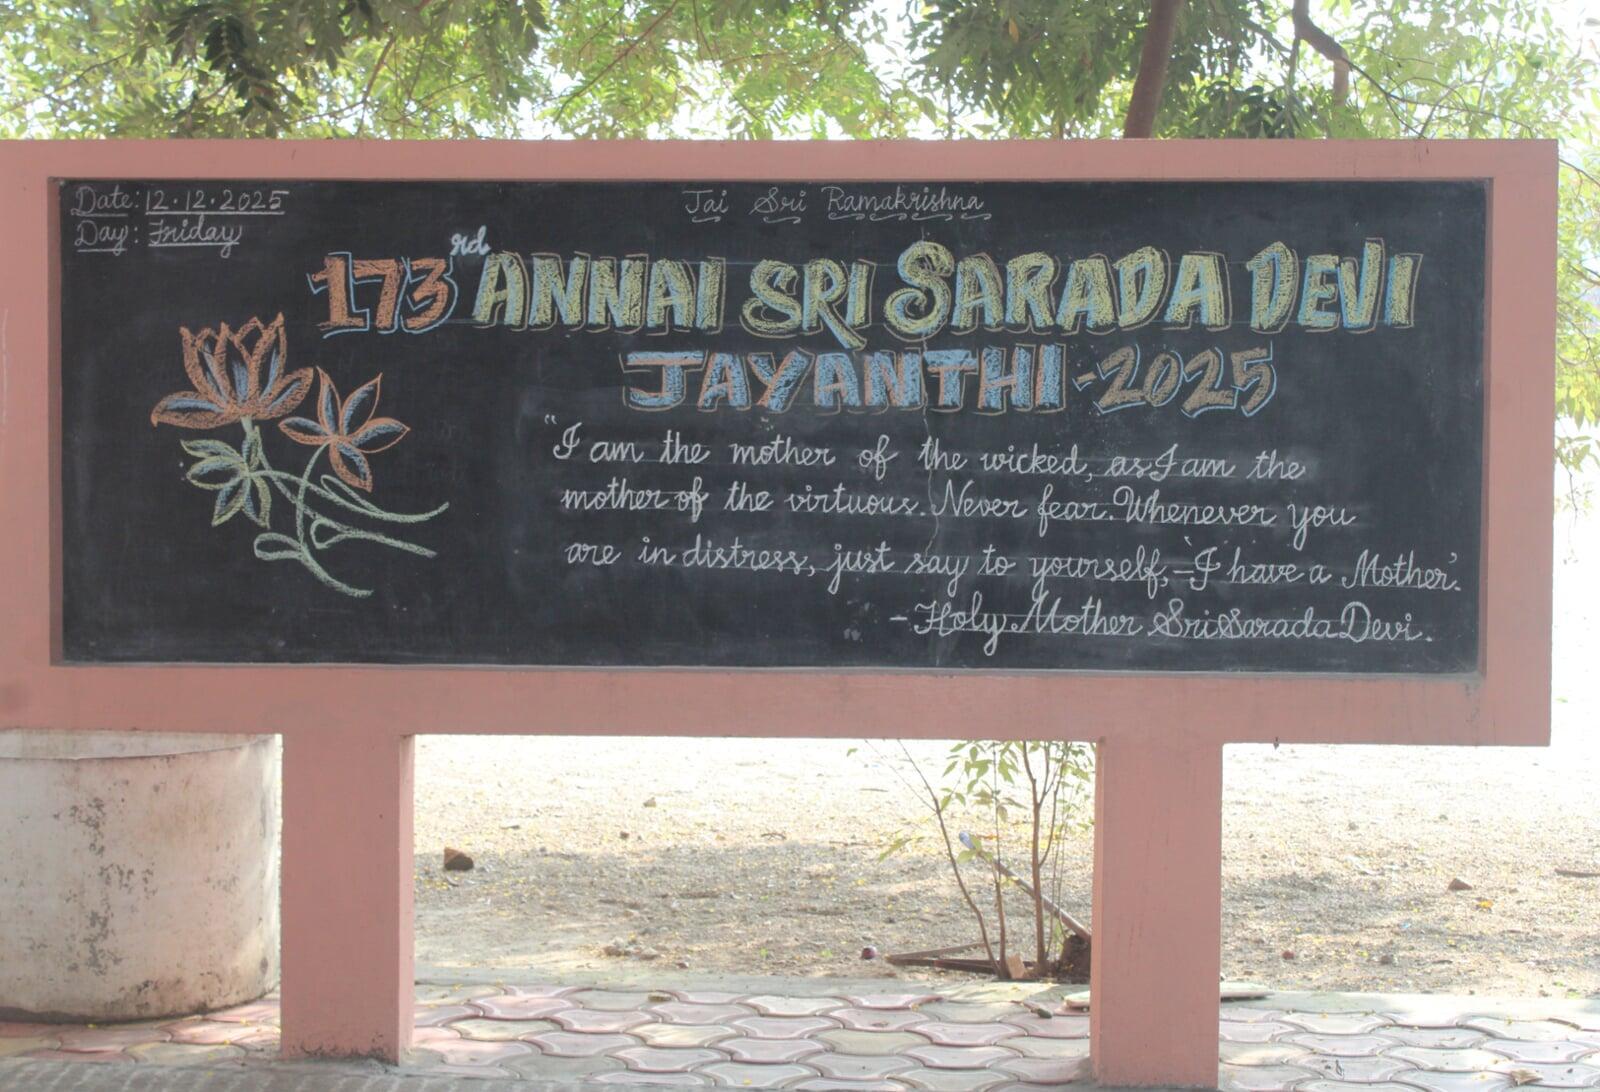 Date: 12.12.2025
Day: Friday
Jai Sri Ramakrishna
173rd ANNAI SRI SARADA DEVI
JAYANTHI-2025
"I am the mother of the wicked, as I am the
mother of the virtuous. Never fear. Whenever you
are in distress, just say to yourself,-'I have a Mother'.
- Holy Mother Sri Sarada Devi.